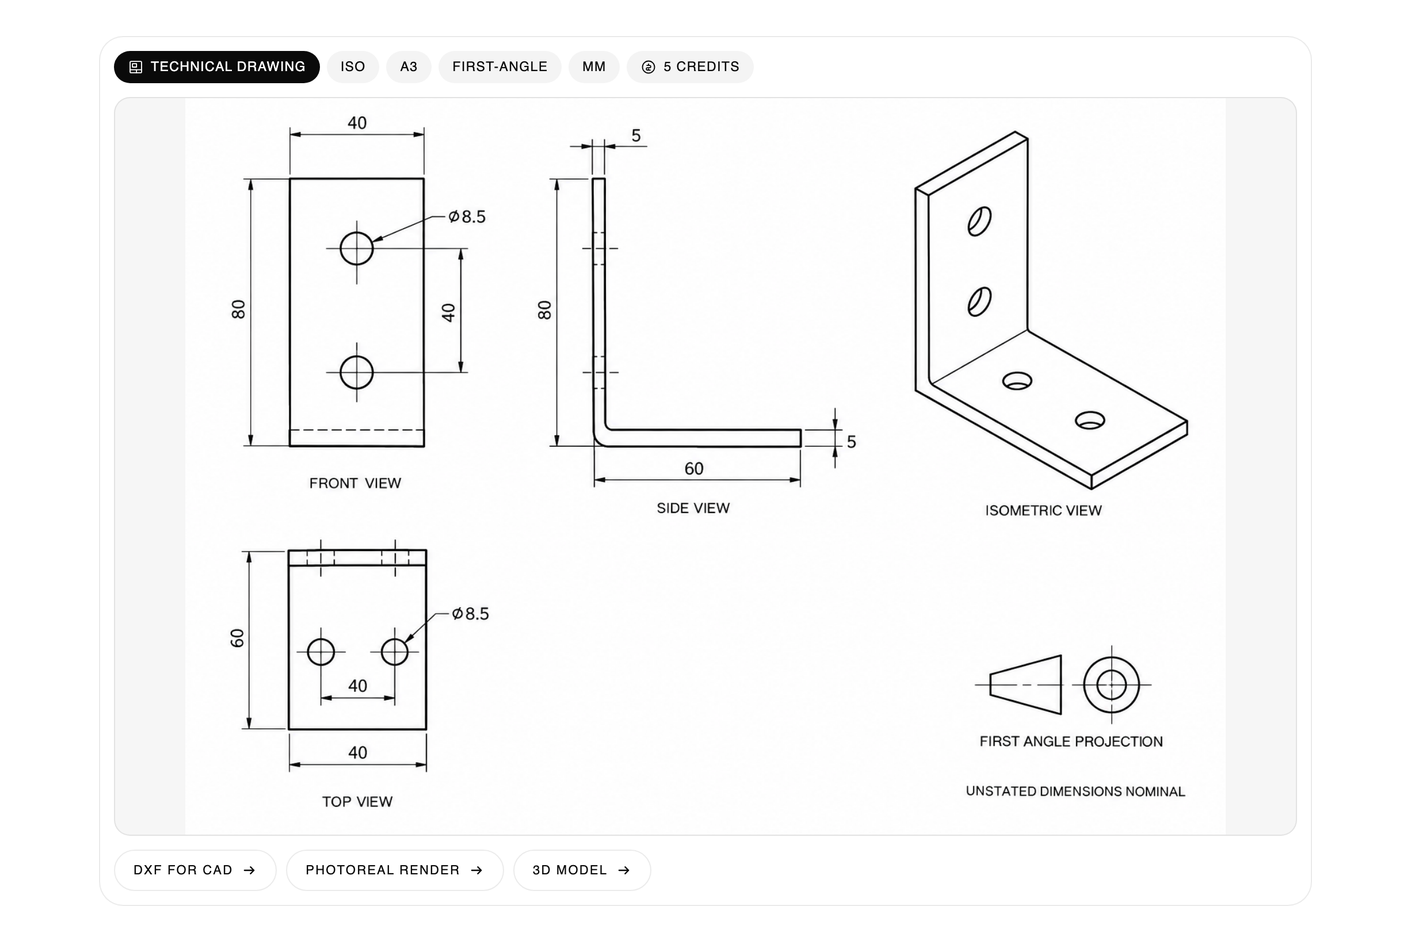 TECHNICAL DRAWING
ISO
A3
FIRST-ANGLE
MM
5 CREDITS
40
5
⌀8.5
80
40
80
5
60
FRONT VIEW
SIDE VIEW
ISOMETRIC VIEW
⌀8.5
60
40
40
TOP VIEW
FIRST ANGLE PROJECTION
UNSTATED DIMENSIONS NOMINAL
DXF FOR CAD →
PHOTOREAL RENDER →
3D MODEL →